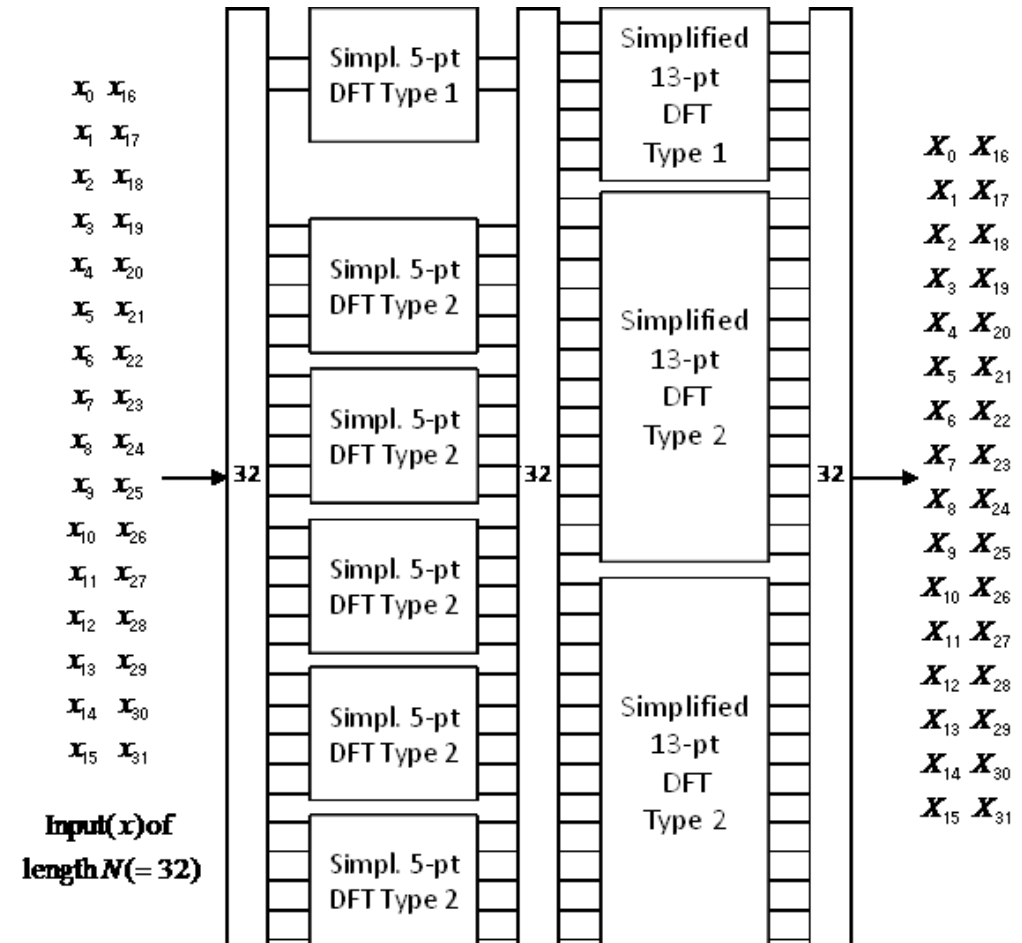 x₀ x₁₆
x₁ x₁₇
x₂ x₁₈
x₃ x₁₉
x₄ x₂₀
x₅ x₂₁
x₆ x₂₂
x₇ x₂₃
x₈ x₂₄
x₉ x₂₅
x₁₀ x₂₆
x₁₁ x₂₇
x₁₂ x₂₈
x₁₃ x₂₉
x₁₄ x₃₀
x₁₅ x₃₁
Input(x)of
length N(= 32)
32
Simpl. 5-pt
DFT Type 1
Simpl. 5-pt
DFT Type 2
Simpl. 5-pt
DFT Type 2
Simpl. 5-pt
DFT Type 2
Simpl. 5-pt
DFT Type 2
Simpl. 5-pt
DFT Type 2
32
Simplified
13-pt
DFT
Type 1
Simplified
13-pt
DFT
Type 2
Simplified
13-pt
DFT
Type 2
32
X₀ X₁₆
X₁ X₁₇
X₂ X₁₈
X₃ X₁₉
X₄ X₂₀
X₅ X₂₁
X₆ X₂₂
X₇ X₂₃
X₈ X₂₄
X₉ X₂₅
X₁₀ X₂₆
X₁₁ X₂₇
X₁₂ X₂₈
X₁₃ X₂₉
X₁₄ X₃₀
X₁₅ X₃₁